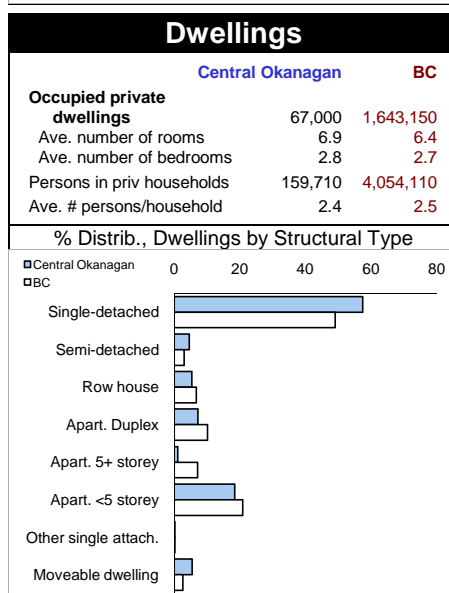 Dwellings
Central Okanagan BC
Occupied private
dwellings 67,000 1,643,150
Ave. number of rooms 6.9 6.4
Ave. number of bedrooms 2.8 2.7
Persons in priv households 159,710 4,054,110
Ave. # persons/household 2.4 2.5
% Distrib., Dwellings by Structural Type
Central Okanagan
BC
0 20 40 60 80
Single-detached
Semi-detached
Row house
Apart. Duplex
Apart. 5+ storey
Apart. <5 storey
Other single attach.
Moveable dwelling